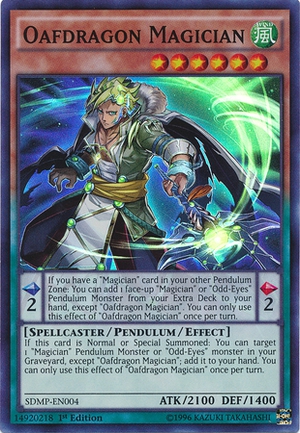 OAFDRAGON MAGICIAN
WIND
風
If you have a "Magician" card in your other Pendulum
Zone: You can add 1 face-up "Magician" or "Odd-Eyes"
Pendulum Monster from your Extra Deck to your
hand, except "Oafdragon Magician". You can only use
this effect of "Oafdragon Magician" once per turn.
2
2
[SPELLCASTER / PENDULUM / EFFECT]
If this card is Normal or Special Summoned: You can target
1 "Magician" Pendulum Monster or "Odd-Eyes" monster in your
Graveyard, except "Oafdragon Magician"; add it to your hand. You
can only use this effect of "Oafdragon Magician" once per turn.
SDMP-EN004
ATK/2100 DEF/1400
14920218
1st Edition
©1996 KAZUKI TAKAHASHI